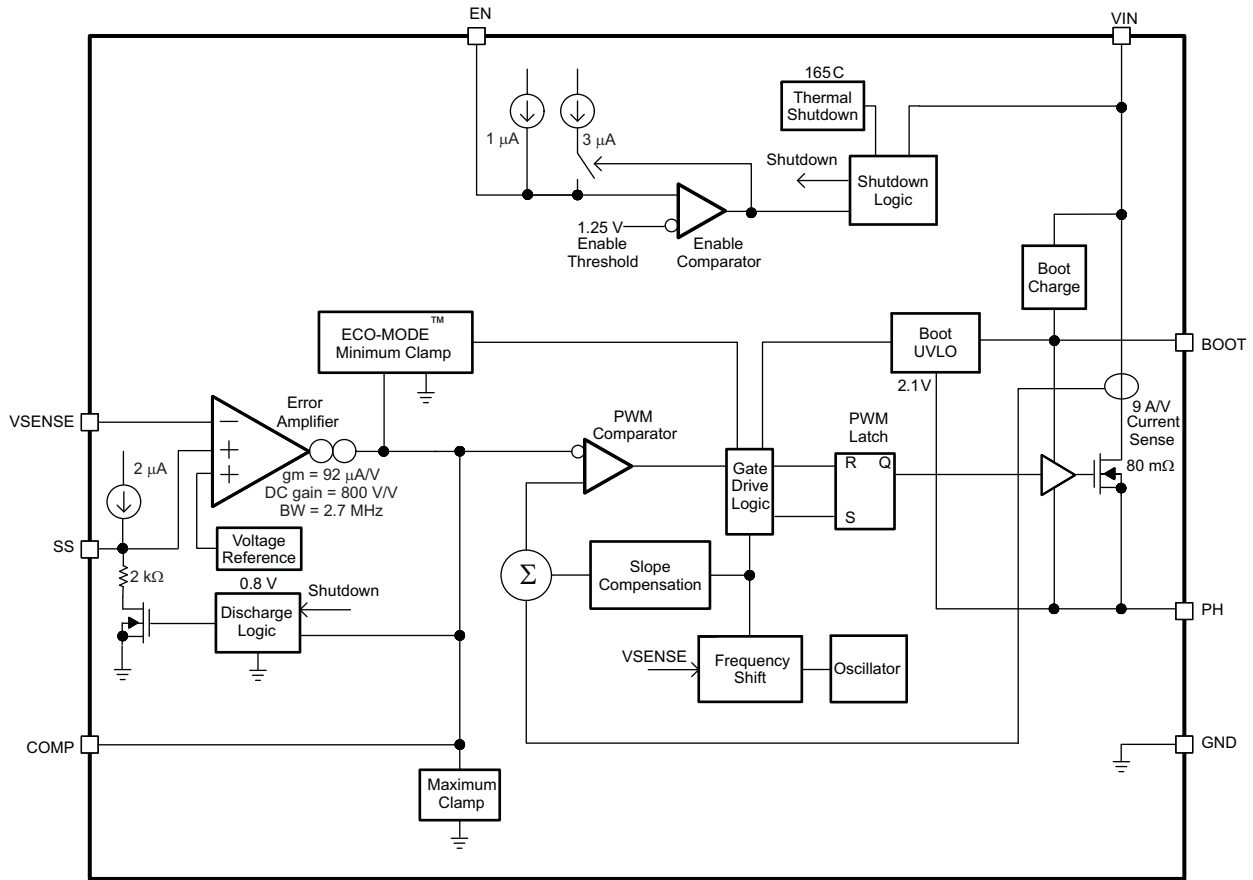 EN
VIN
165C
Thermal
Shutdown
1 μA
3 μA
Shutdown
Shutdown
Logic
1.25 V
Enable
Threshold
Enable
Comparator
Boot
Charge
ECO-MODE™
Minimum Clamp
Boot
UVLO
BOOT
2.1V
VSENSE
Error
Amplifier
PWM
Comparator
PWM
Latch
9 A/V
Current
Sense
80 mΩ
−
+
+
gm = 92 μA/V
DC gain = 800 V/V
BW = 2.7 MHz
2 μA
Gate
Drive
Logic
R
Q
S
SS
Voltage
Reference
2 kΩ
0.8 V
Shutdown
Discharge
Logic
Σ
Slope
Compensation
PH
VSENSE
Frequency
Shift
Oscillator
COMP
GND
Maximum
Clamp